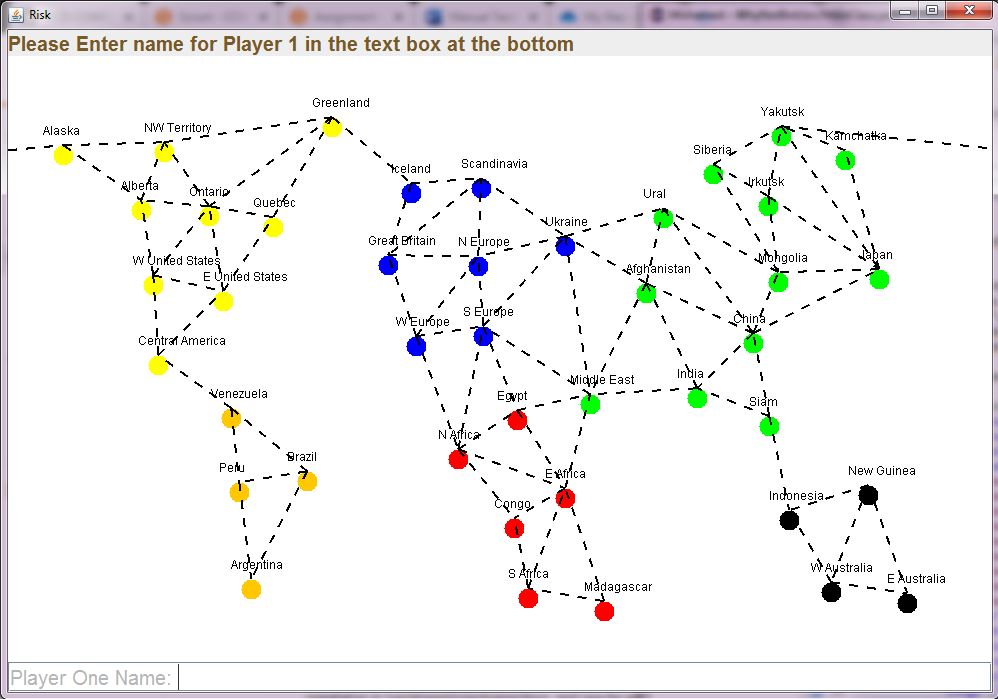 Risk
Please Enter name for Player 1 in the text box at the bottom
Greenland
Yakutsk
Alaska
NW Territory
Kamchatka
Siberia
Iceland
Scandinavia
Alberta
Ontario
Irkutsk
Quebec
Ural
Ukraine
Great Britain
N Europe
W United States
Mongolia
Japan
E United States
Afghanistan
W Europe
S Europe
China
Central America
Middle East
India
Venezuela
Egypt
Siam
N Africa
Brazil
Peru
E Africa
New Guinea
Congo
Indonesia
Argentina
S Africa
W Australia
Madagascar
E Australia
Player One Name: